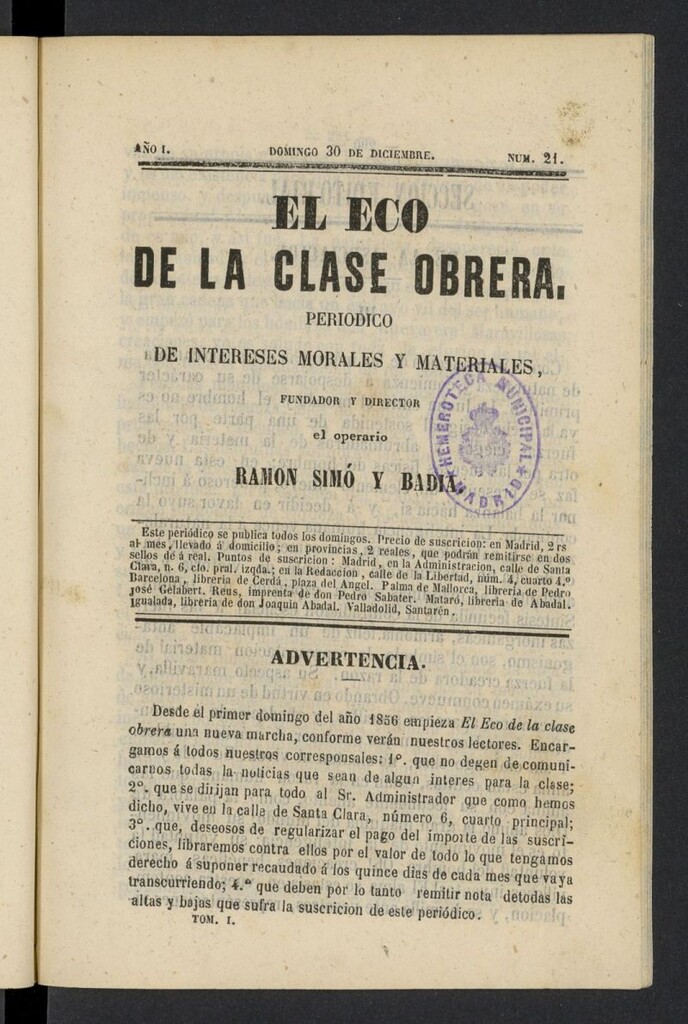 AÑO I. DOMINGO 30 DE DICIEMBRE. NUM. 21.
EL ECO
DE LA CLASE OBRERA.
PERIODICO
DE INTERESES MORALES Y MATERIALES,
FUNDADOR Y DIRECTOR
el operario
RAMON SIMÓ Y BADIA.
HEMEROTECA MUNICIPAL
MADRID
Este periódico se publica todos los domingos. Precio de suscricion: en Madrid, 2 rs
al mes, llevado á domicilio; en provincias, 2 reales, que podrán remitirse en dos
sellos de á real. Puntos de suscricion: Madrid, en la Administracion, calle de Santa
Clara, n. 6, cto. pral. izqda.; en la Redaccion, calle de la Libertad, núm. 4, cuarto 4.º
Barcelona, libreria de Cerdá, plaza del Angel. Palma de Mallorca, libreria de Pedro
José Gelabert. Reus, imprenta de don Pedro Sabater. Mataró, libreria de Abadal.
Igualada, libreria de don Joaquin Abadal. Valladolid, Santarén.
ADVERTENCIA.
Desde el primer domingo del año 1856 empieza El Eco de la clase
obrera una nueva marcha, conforme verán nuestros lectores. Encar-
gamos á todos nuestros corresponsales: 1º. que no degen de comuni-
carnos todas la noticias que sean de algun interes para la clase;
2º. que se dirijan para todo al Sr. Administrador que como hemos
dicho, vive en la calle de Santa Clara, número 6, cuarto principal;
3º. que, deseosos de regularizar el pago del importe de las suscri-
ciones, libraremos contra ellos por el valor de todo lo que tengamos
derecho á suponer recaudado á los quince dias de cada mes que vaya
transcurriendo; 4.º que deben por lo tanto remitir nota detodas las
altas y bajas que sufra la suscricion de este periódico.
TOM. I.